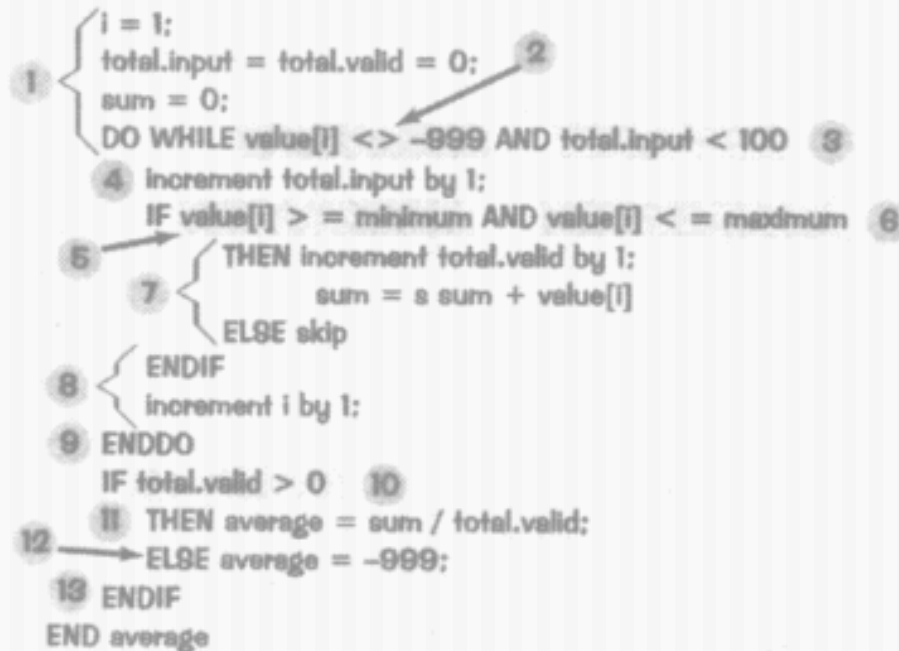 i = 1;
total.input = total.valid = 0;
2
1
sum = 0;
DO WHILE value[i] <> -999 AND total.input < 100 3
4 increment total.input by 1;
IF value[i] > = minimum AND value[i] < = maximum 6
5
THEN increment total.valid by 1;
7
sum = s sum + value[i]
ELSE skip
ENDIF
8
increment i by 1;
9 ENDDO
IF total.valid > 0 10
11 THEN average = sum / total.valid;
12
ELSE average = -999;
13 ENDIF
END average